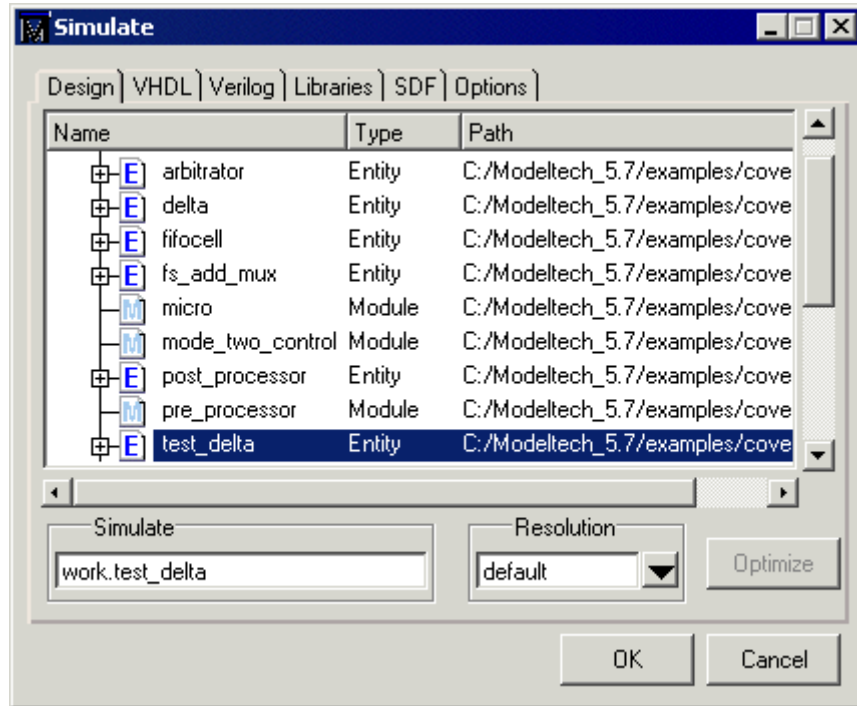 Simulate
Design VHDL Verilog Libraries SDF Options
Name Type Path
E arbitrator Entity C:/Modeltech_5.7/examples/cove
E delta Entity C:/Modeltech_5.7/examples/cove
E fifocell Entity C:/Modeltech_5.7/examples/cove
E fs_add_mux Entity C:/Modeltech_5.7/examples/cove
M micro Module C:/Modeltech_5.7/examples/cove
M mode_two_control Module C:/Modeltech_5.7/examples/cove
E post_processor Entity C:/Modeltech_5.7/examples/cove
M pre_processor Module C:/Modeltech_5.7/examples/cove
E test_delta Entity C:/Modeltech_5.7/examples/cove
Simulate Resolution
work.test_delta default Optimize
OK Cancel